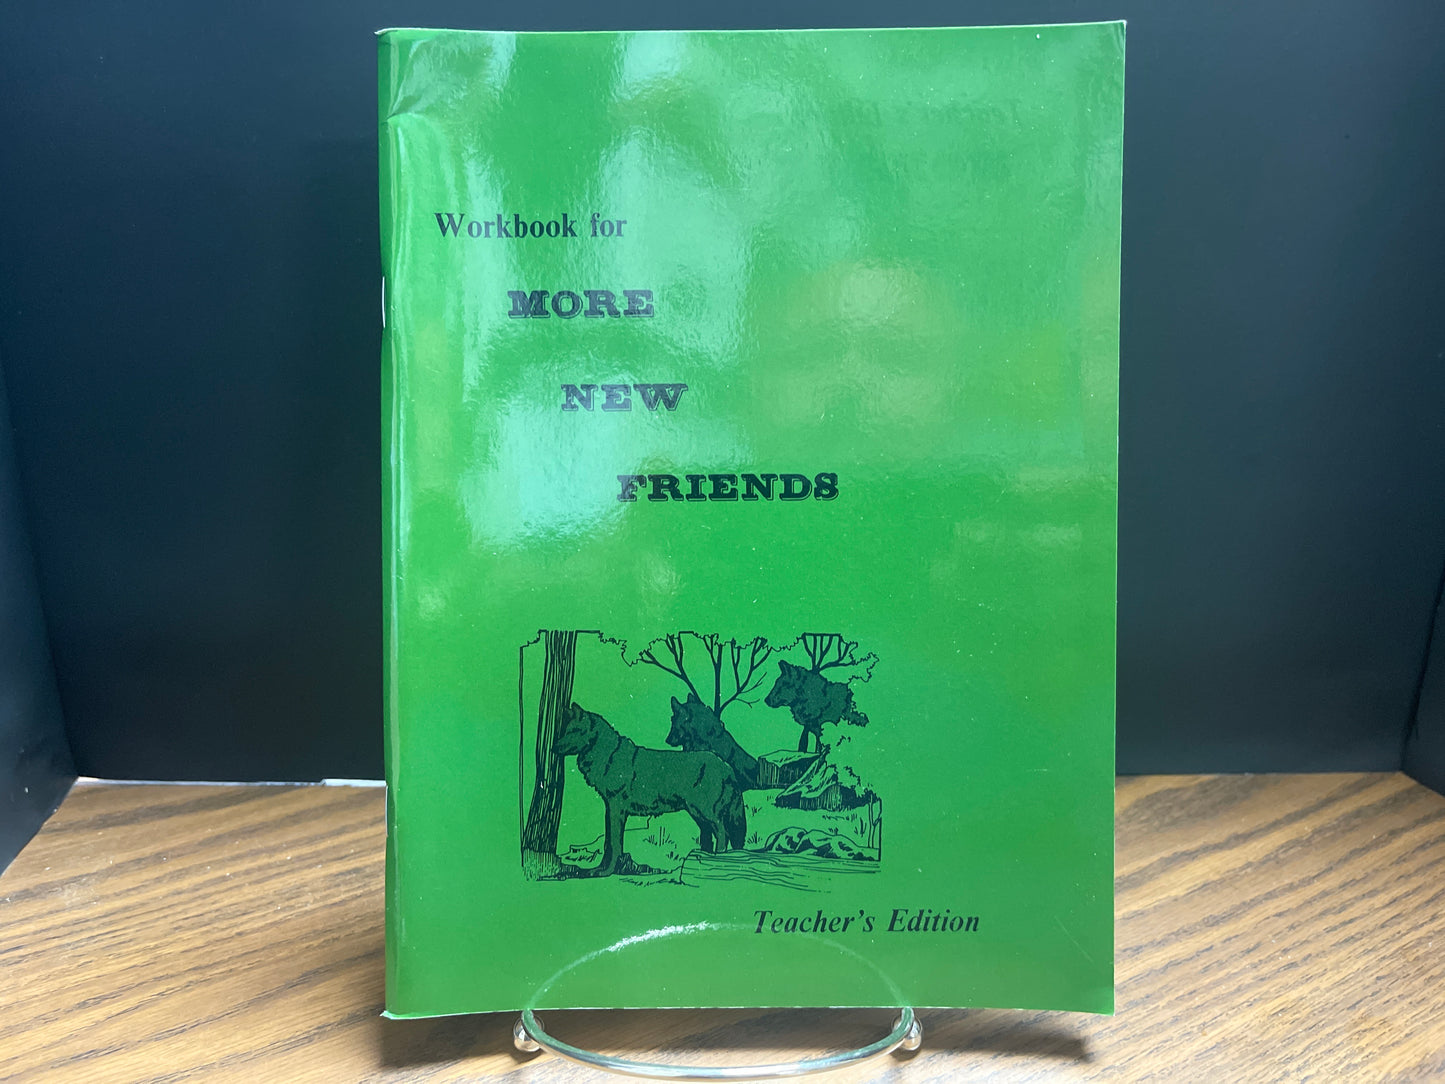 Workbook for
MORE
NEW
FRIENDS
Teacher's Edition